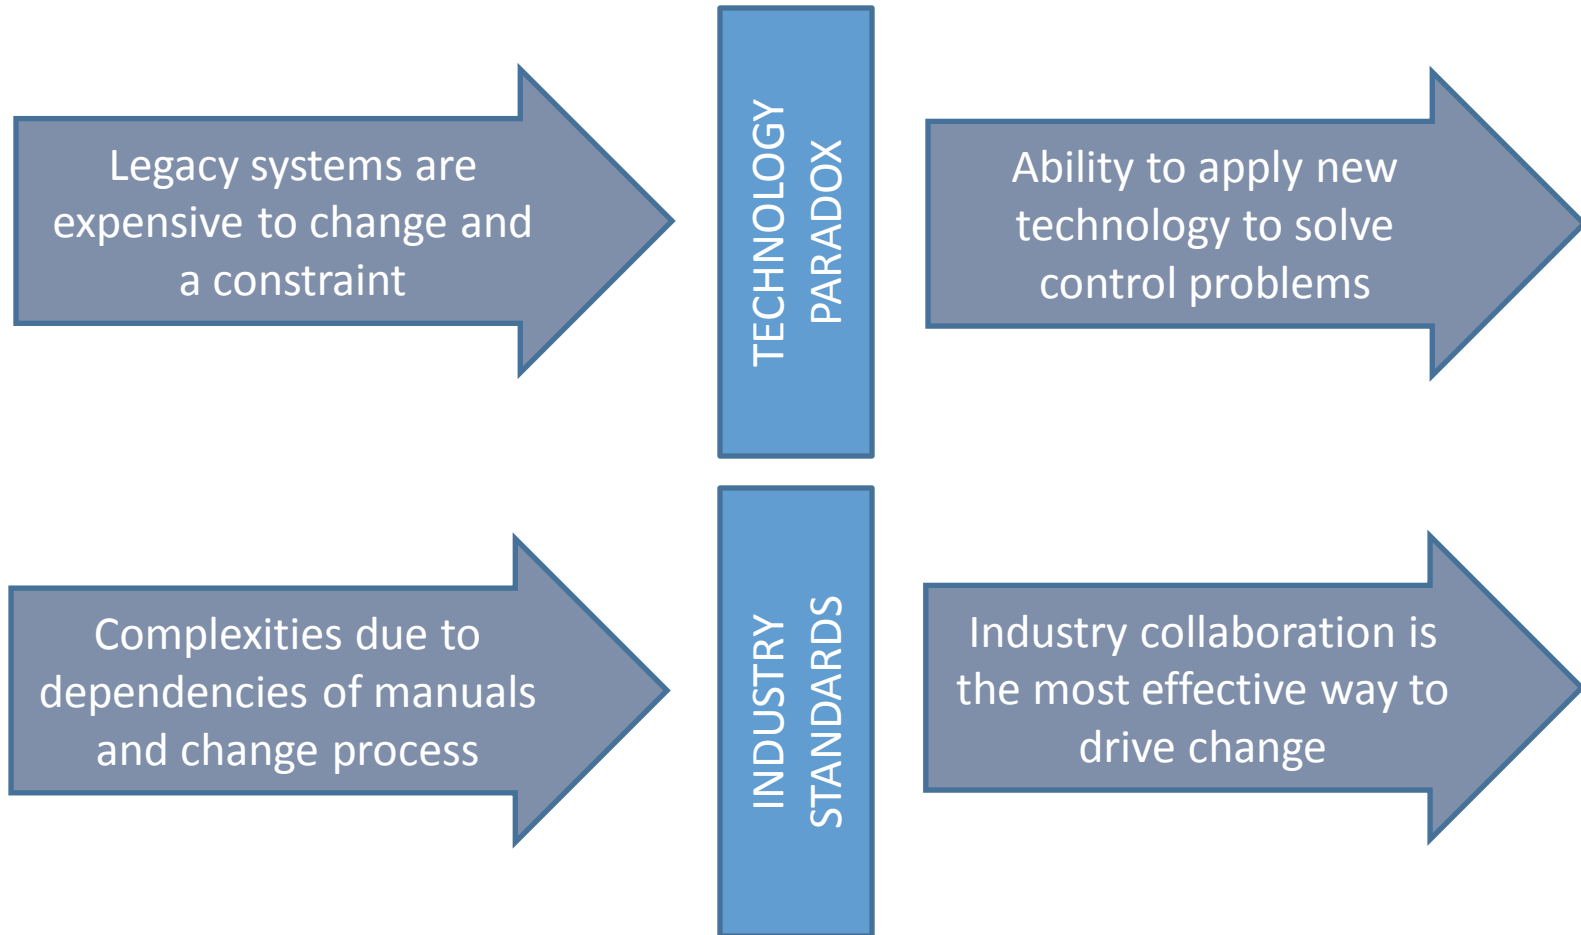 Legacy systems are
expensive to change and
a constraint
TECHNOLOGY
PARADOX
Ability to apply new
technology to solve
control problems
Complexities due to
dependencies of manuals
and change process
INDUSTRY
STANDARDS
Industry collaboration is
the most effective way to
drive change